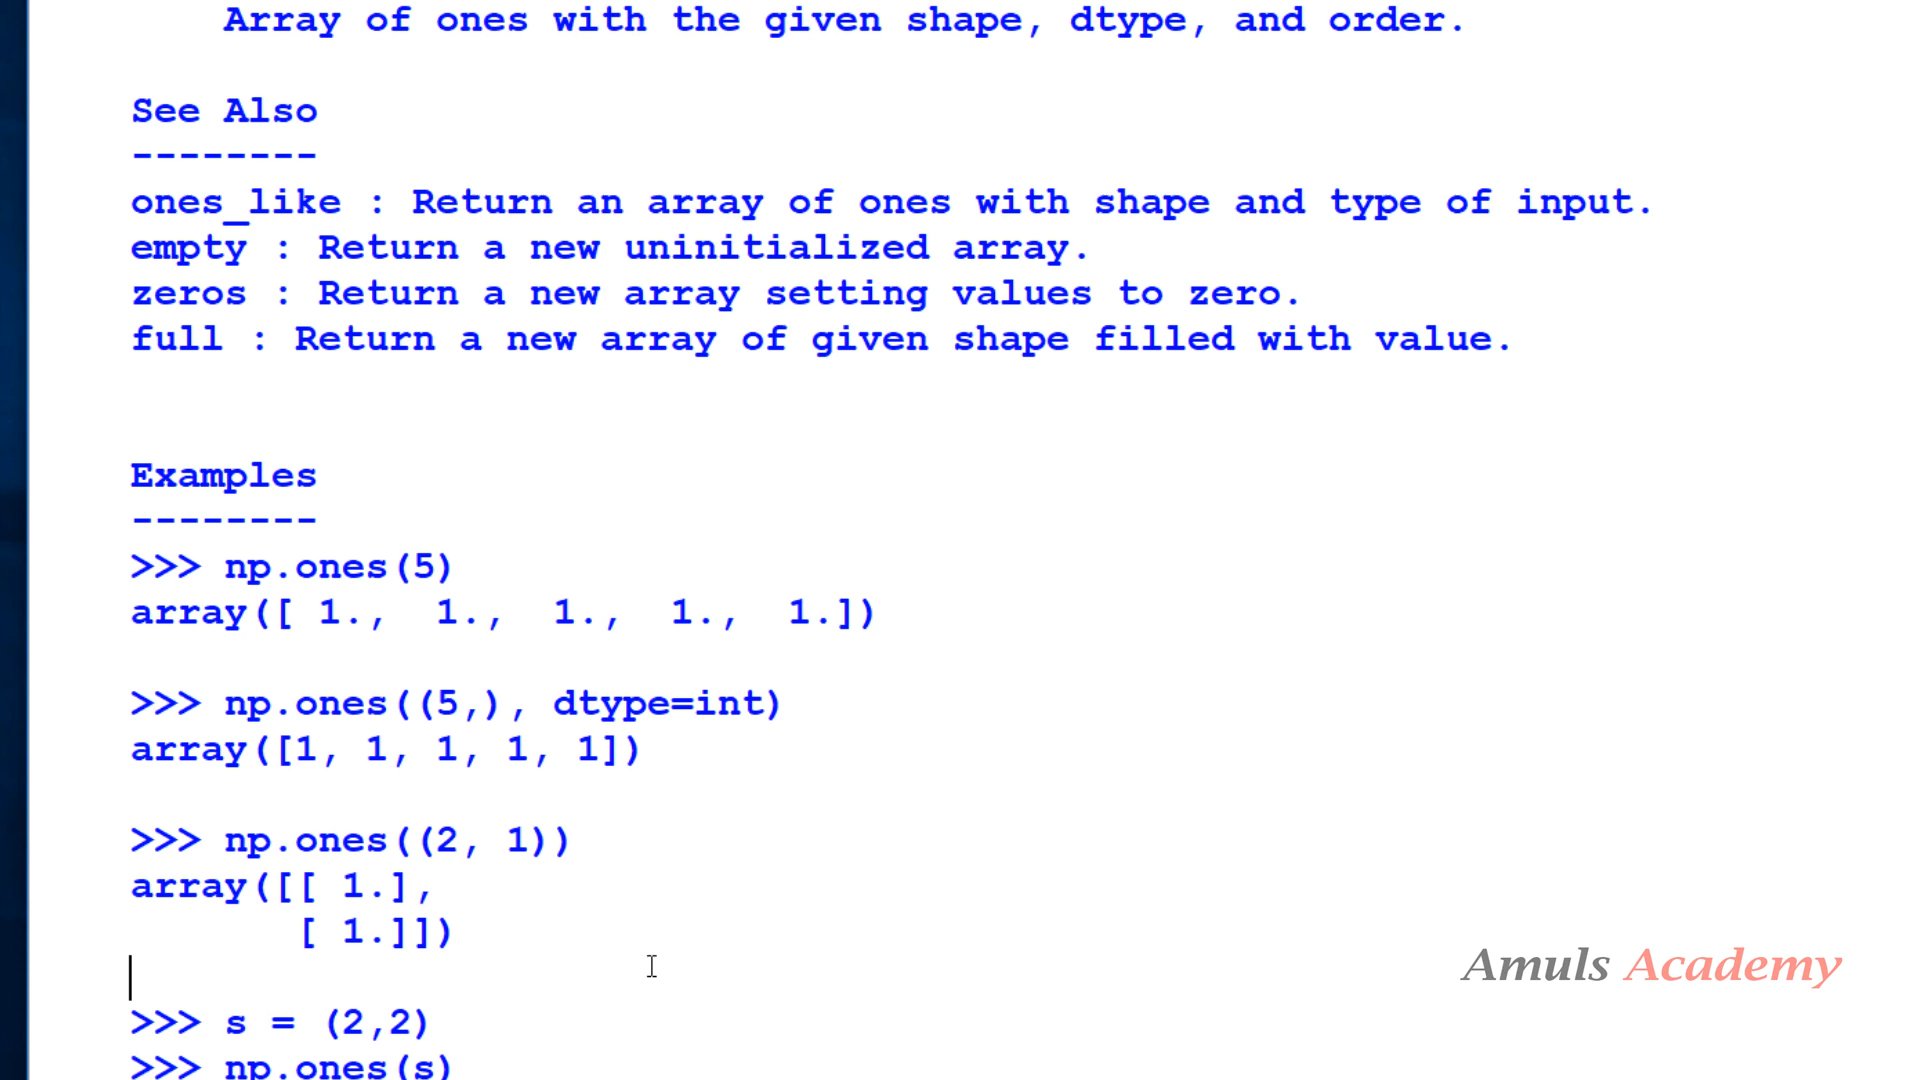 Array of ones with the given shape, dtype, and order.
See Also
--------
ones_like : Return an array of ones with shape and type of input.
empty : Return a new uninitialized array.
zeros : Return a new array setting values to zero.
full : Return a new array of given shape filled with value.
Examples
--------
>>> np.ones(5)
array([ 1.,  1.,  1.,  1.,  1.])
>>> np.ones((5,), dtype=int)
array([1, 1, 1, 1, 1])
>>> np.ones((2, 1))
array([[ 1.],
       [ 1.]])
>>> s = (2,2)
>>> np.ones(s)
Amuls Academy